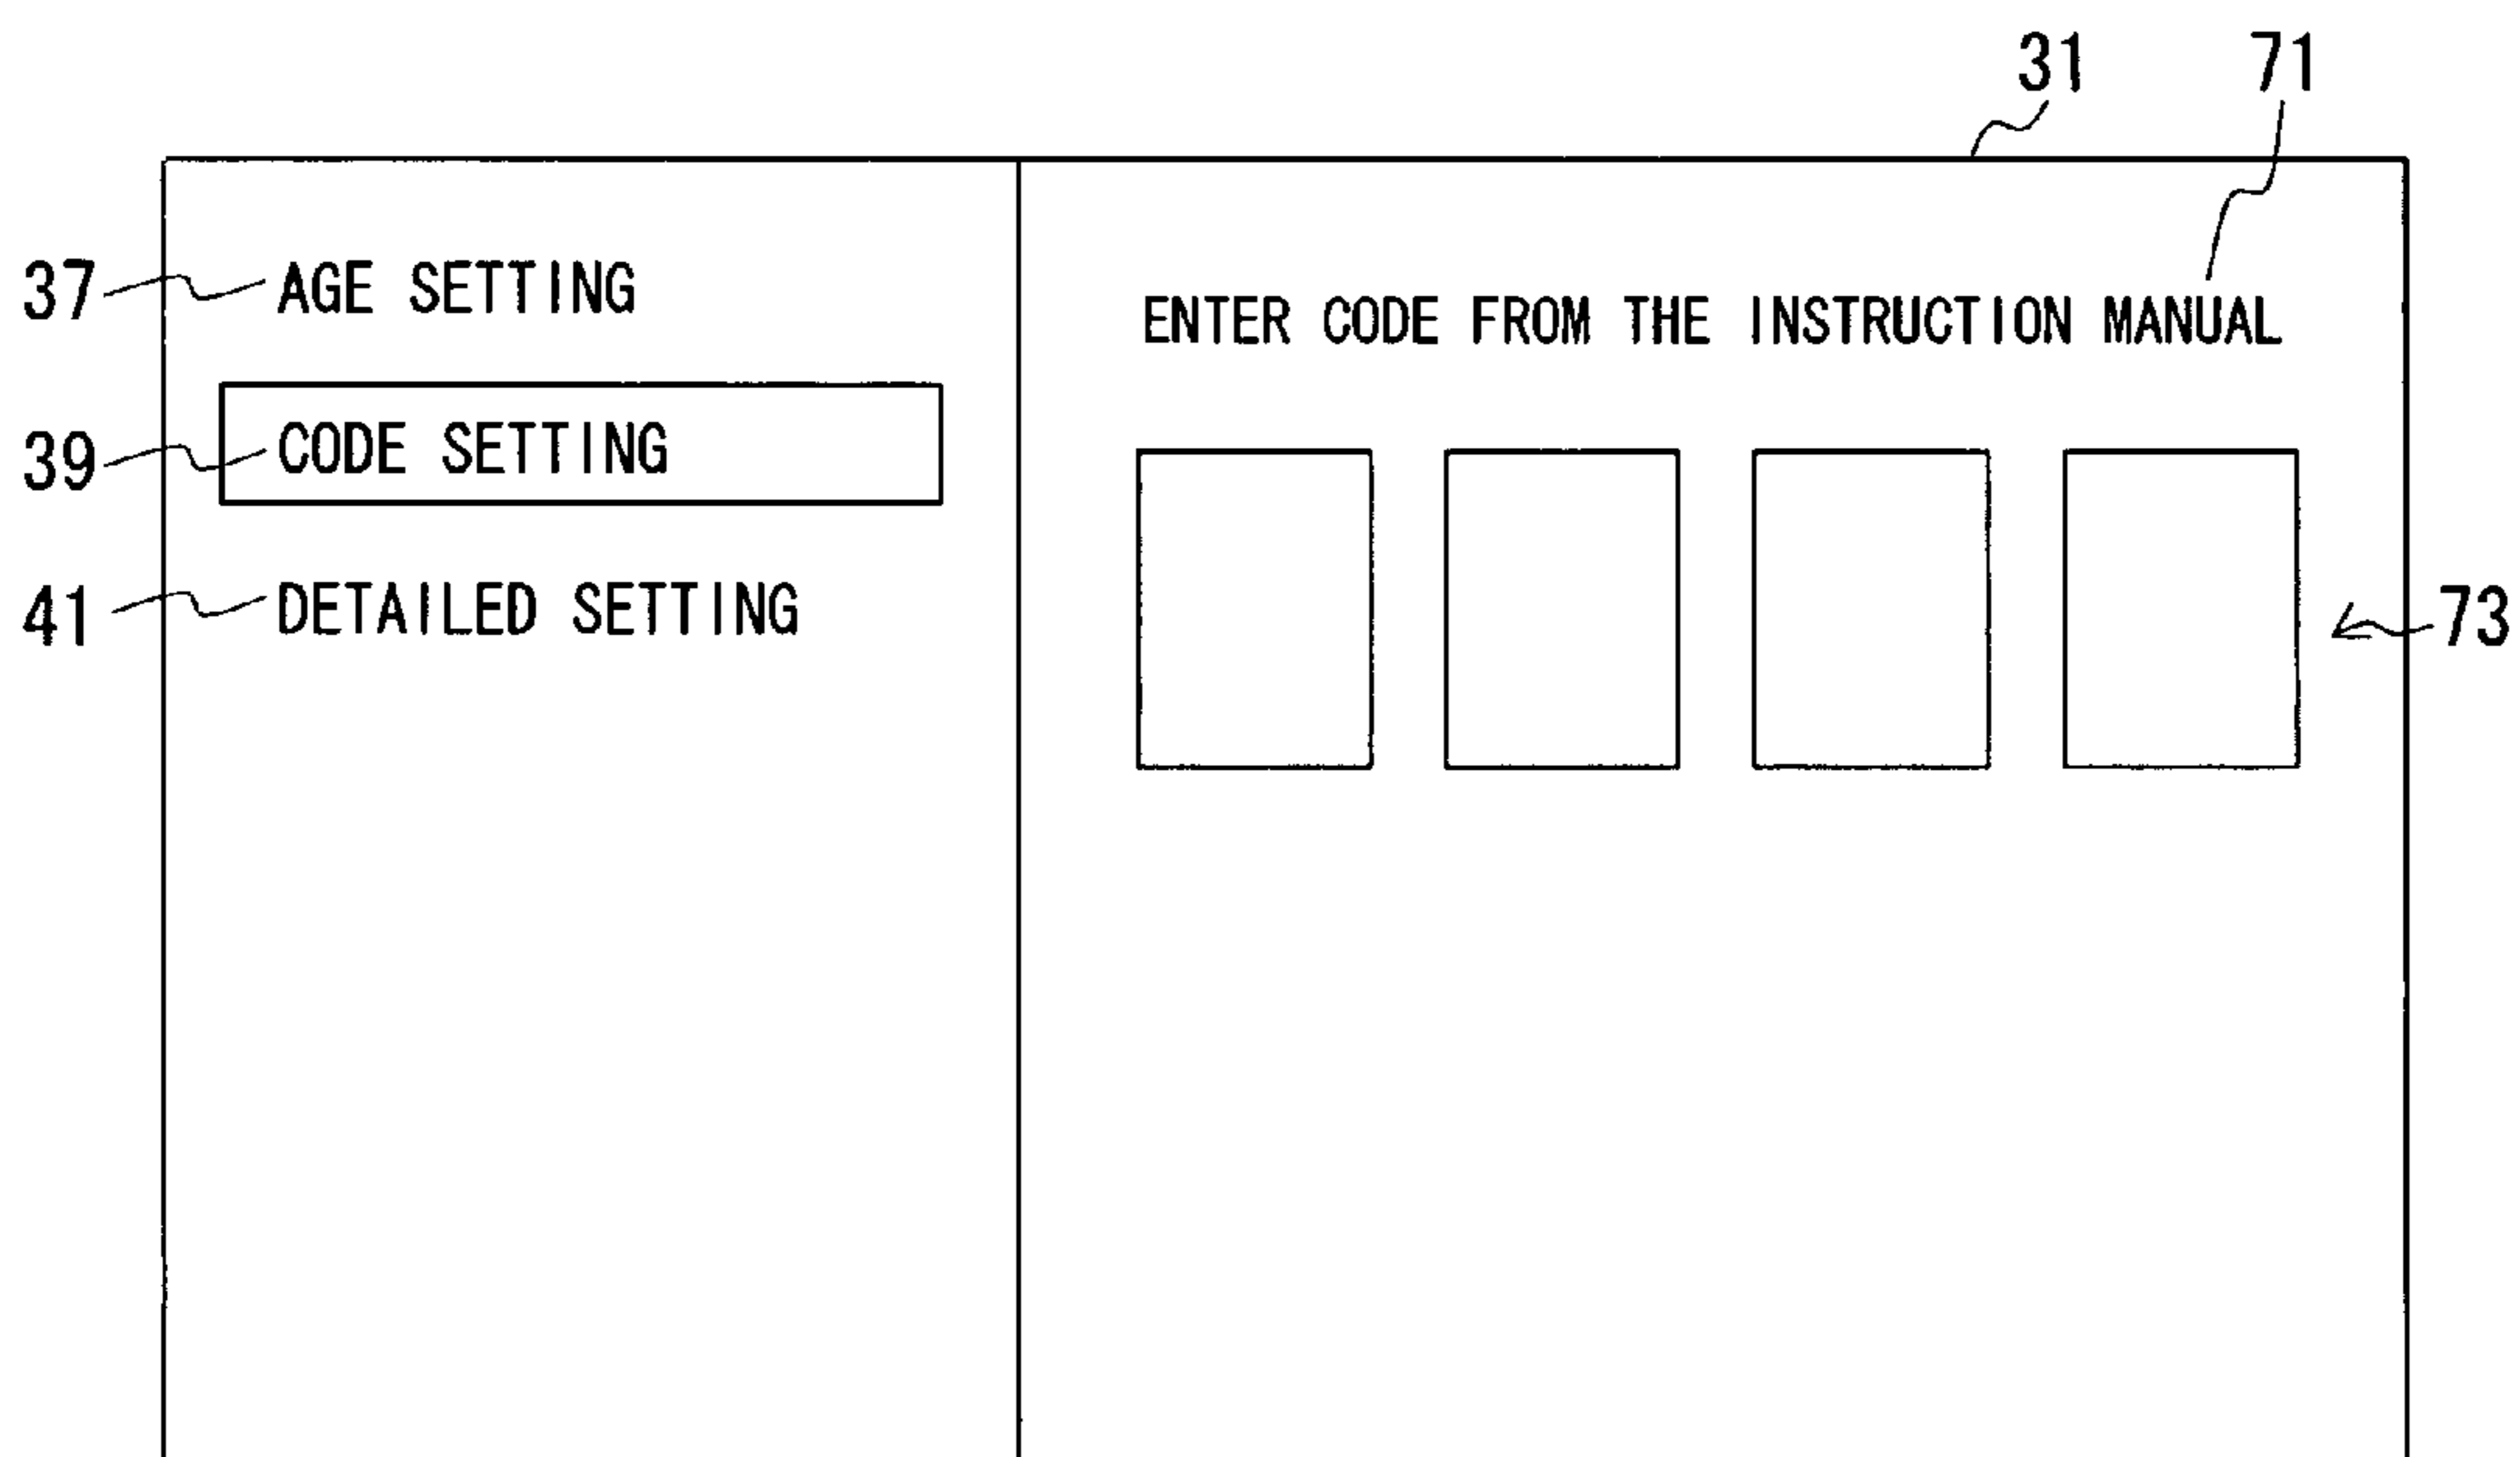 31 71
37 AGE SETTING
ENTER CODE FROM THE INSTRUCTION MANUAL
39 CODE SETTING
41 DETAILED SETTING
73